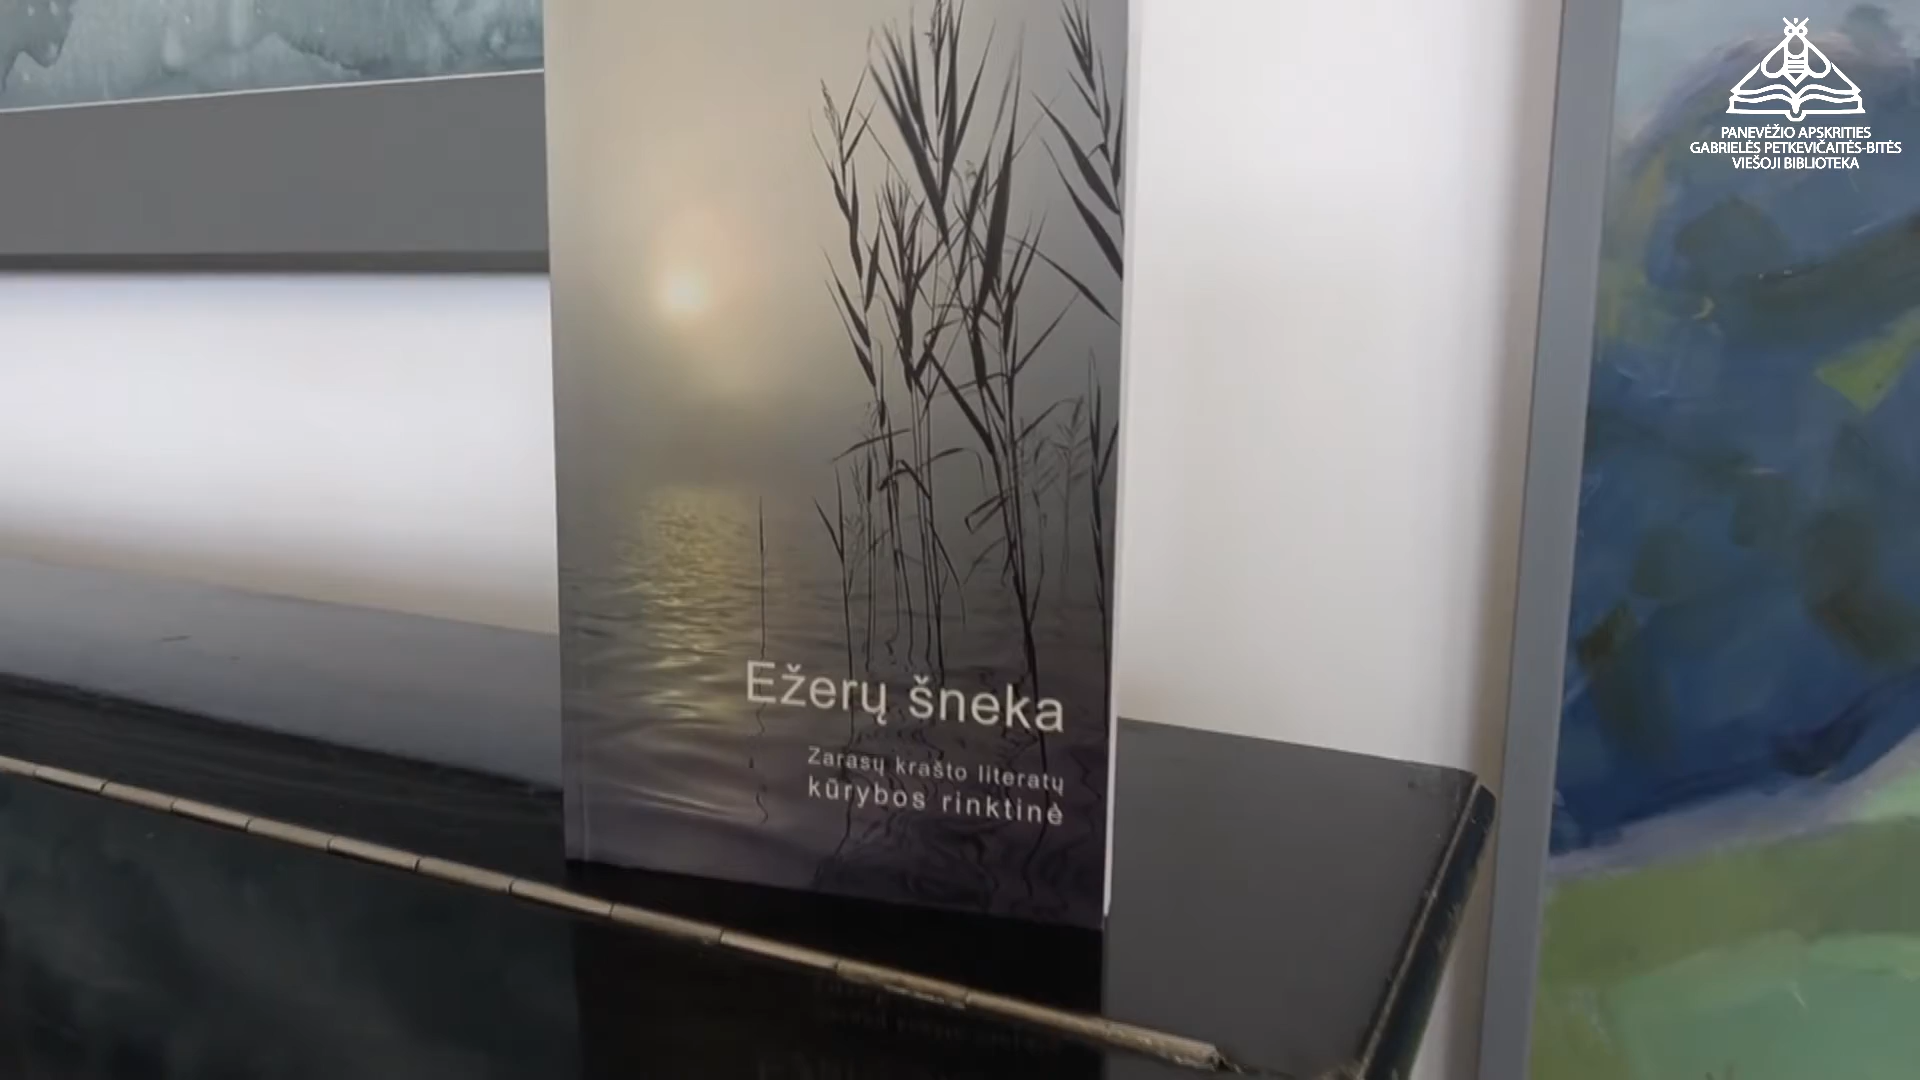 PANEVĖŽIO APSKRITIES
GABRIELĖS PETKEVIČAITĖS-BITĖS
VIEŠOJI BIBLIOTEKA
Ežerų šneka
Zarasų krašto literatų
kūrybos rinktinė